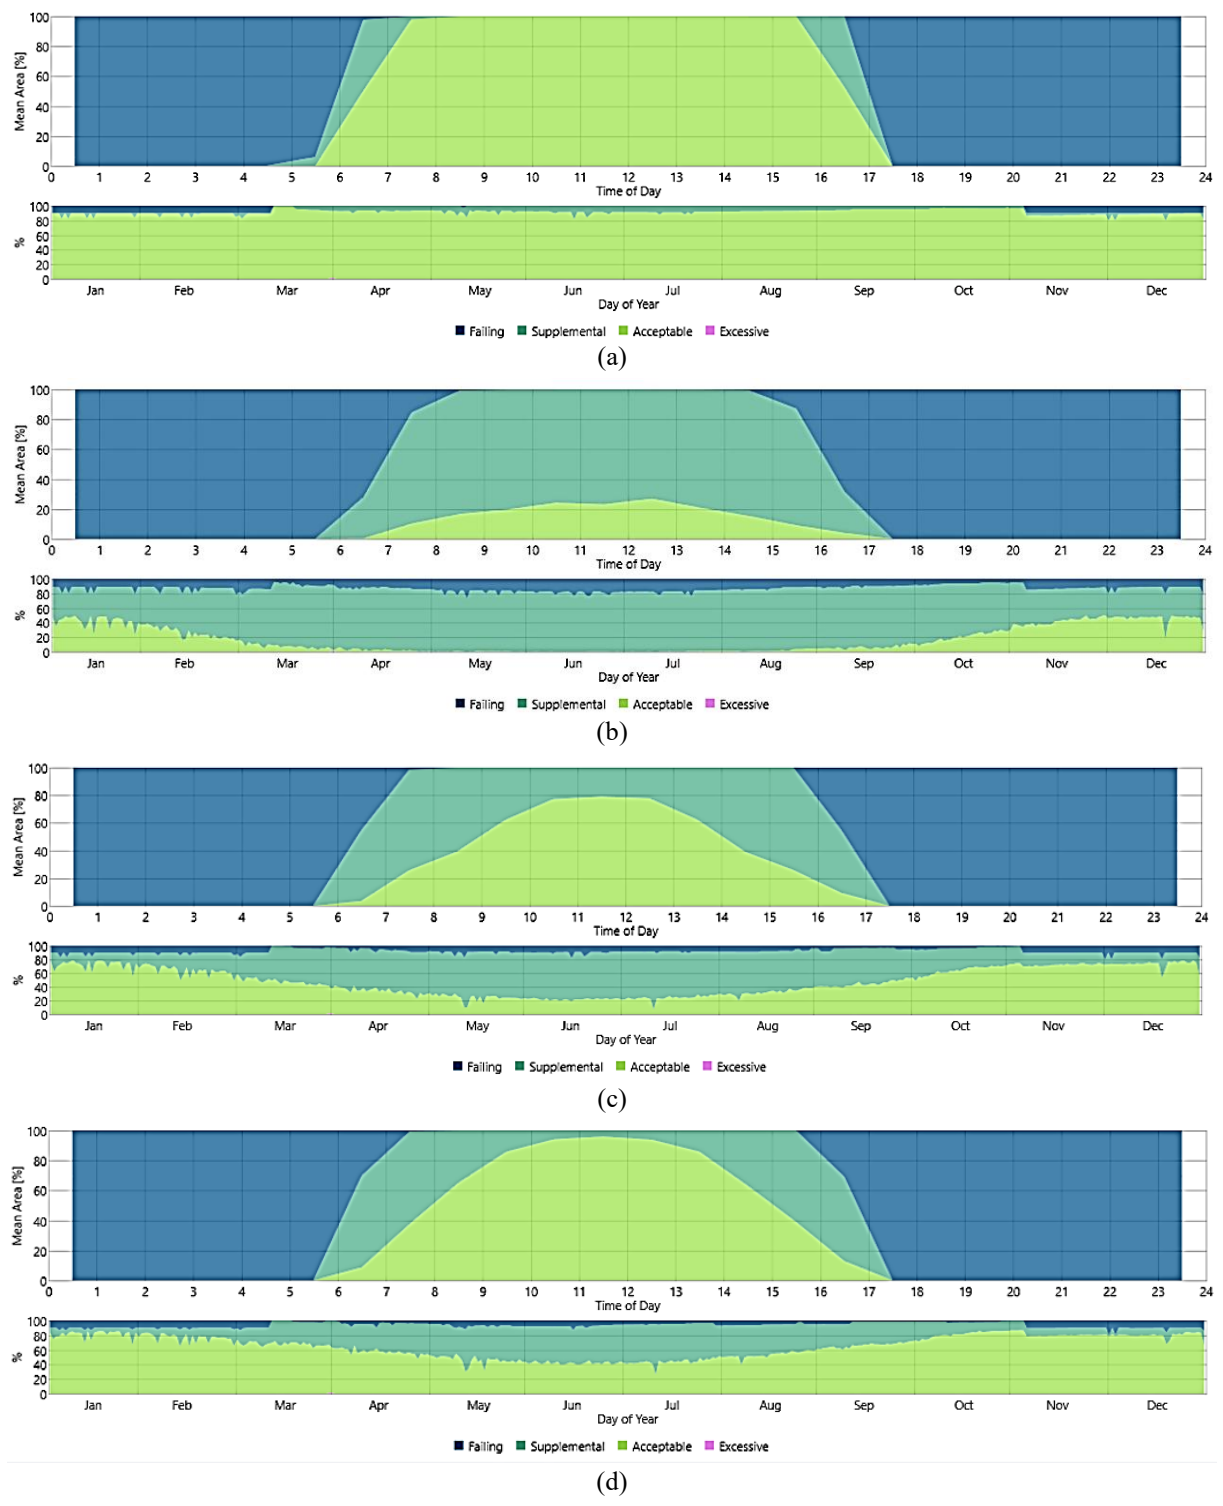 100
80
60
40
20
0
Mean Area [%]
0 1 2 3 4 5 6 7 8 9 10 11 12 13 14 15 16 17 18 19 20 21 22 23 24
Time of Day
100
80
60
40
20
0
%
Jan Feb Mar Apr May Jun Jul Aug Sep Oct Nov Dec
Day of Year
Failing Supplemental Acceptable Excessive
(a)
100
80
60
40
20
0
Mean Area [%]
0 1 2 3 4 5 6 7 8 9 10 11 12 13 14 15 16 17 18 19 20 21 22 23 24
Time of Day
100
80
60
40
20
0
%
Jan Feb Mar Apr May Jun Jul Aug Sep Oct Nov Dec
Day of Year
Failing Supplemental Acceptable Excessive
(b)
100
80
60
40
20
0
Mean Area [%]
0 1 2 3 4 5 6 7 8 9 10 11 12 13 14 15 16 17 18 19 20 21 22 23 24
Time of Day
100
80
60
40
20
0
%
Jan Feb Mar Apr May Jun Jul Aug Sep Oct Nov Dec
Day of Year
Failing Supplemental Acceptable Excessive
(c)
100
80
60
40
20
0
Mean Area [%]
0 1 2 3 4 5 6 7 8 9 10 11 12 13 14 15 16 17 18 19 20 21 22 23 24
Time of Day
100
80
60
40
20
0
%
Jan Feb Mar Apr May Jun Jul Aug Sep Oct Nov Dec
Day of Year
Failing Supplemental Acceptable Excessive
(d)